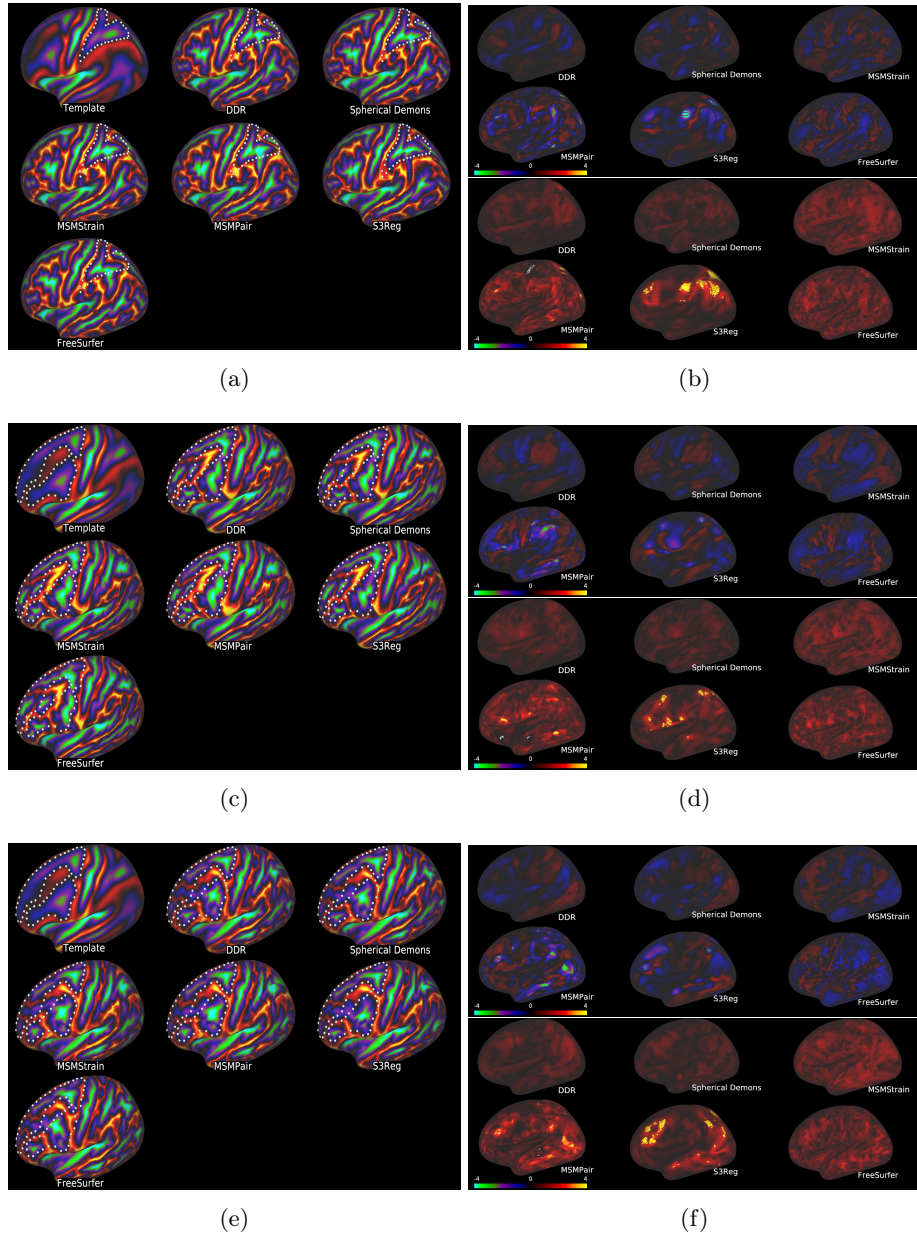 Template DDR Spherical Demons
MSMStrain MSMPair S3Reg
FreeSurfer
(a)
DDR Spherical Demons MSMStrain
-4 0 4 MSMPair S3Reg FreeSurfer
DDR Spherical Demons MSMStrain
-4 0 4 MSMPair S3Reg FreeSurfer
(b)
Template DDR Spherical Demons
MSMStrain MSMPair S3Reg
FreeSurfer
(c)
DDR Spherical Demons MSMStrain
-4 0 4 MSMPair S3Reg FreeSurfer
DDR Spherical Demons MSMStrain
-4 0 4 MSMPair S3Reg FreeSurfer
(d)
Template DDR Spherical Demons
MSMStrain MSMPair S3Reg
FreeSurfer
(e)
DDR Spherical Demons MSMStrain
-4 0 4 MSMPair S3Reg FreeSurfer
DDR Spherical Demons MSMStrain
-4 0 4 MSMPair S3Reg FreeSurfer
(f)